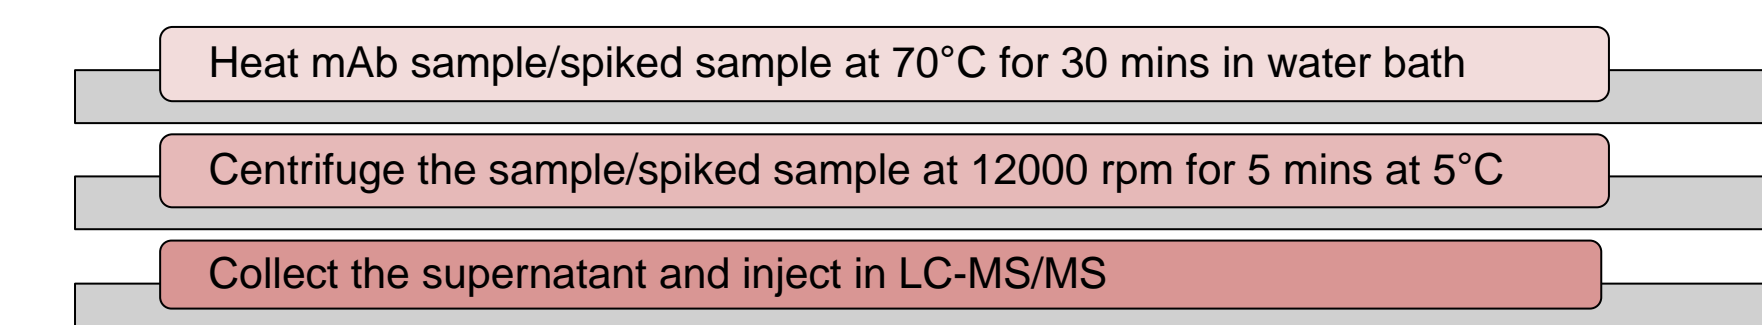 Heat mAb sample/spiked sample at 70°C for 30 mins in water bath
Centrifuge the sample/spiked sample at 12000 rpm for 5 mins at 5°C
Collect the supernatant and inject in LC-MS/MS